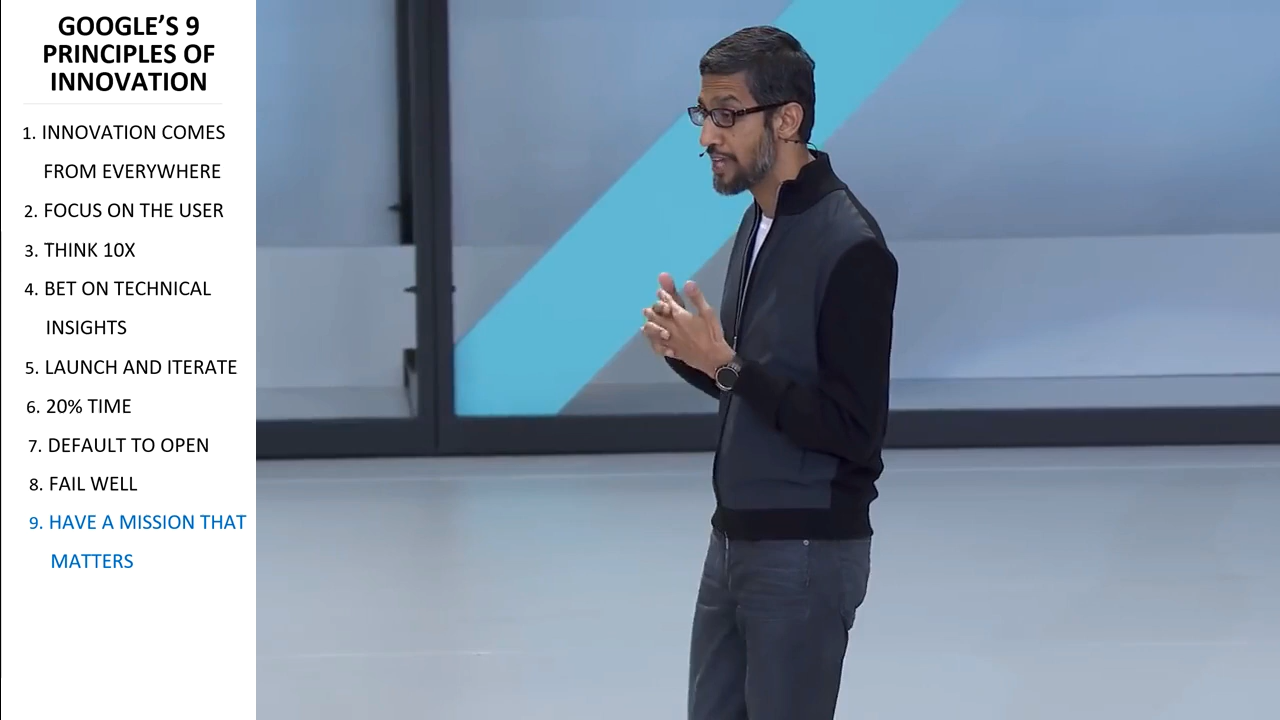 GOOGLE’S 9
PRINCIPLES OF
INNOVATION
1. INNOVATION COMES
FROM EVERYWHERE
2. FOCUS ON THE USER
3. THINK 10X
4. BET ON TECHNICAL
INSIGHTS
5. LAUNCH AND ITERATE
6. 20% TIME
7. DEFAULT TO OPEN
8. FAIL WELL
9. HAVE A MISSION THAT
MATTERS